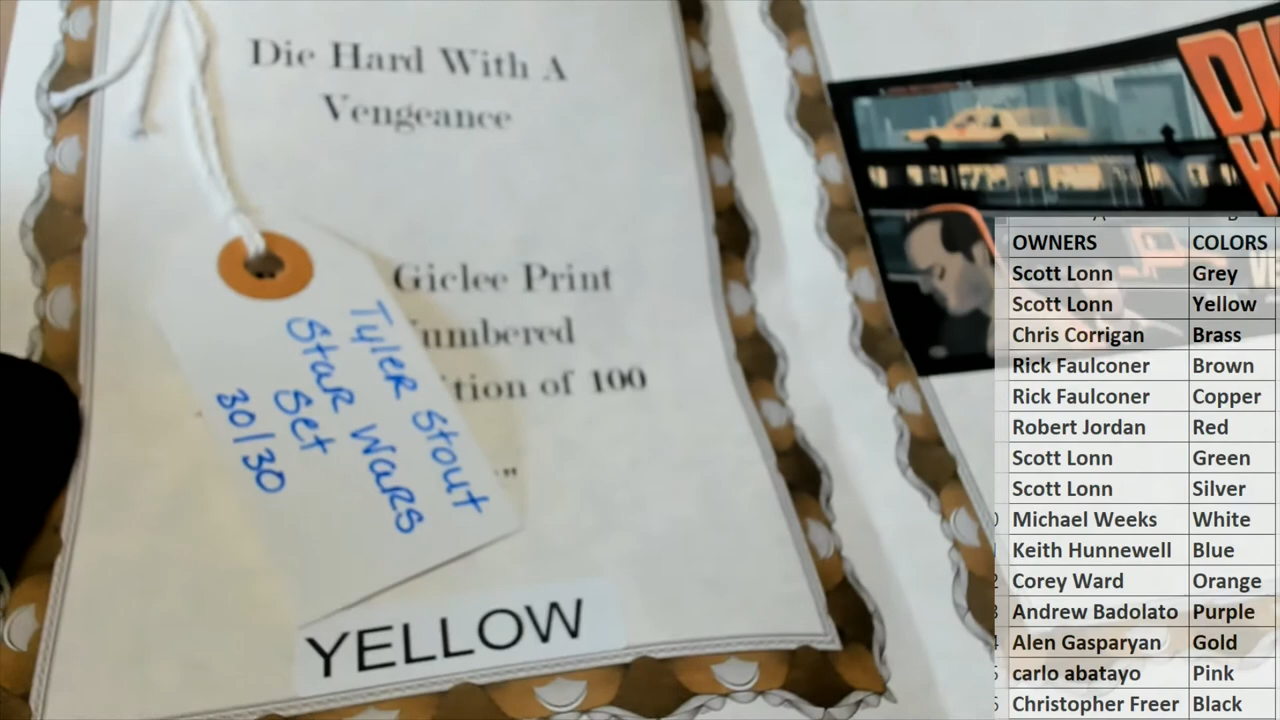 Die Hard With A
Vengeance
Giclee Print
umbered
tion of 100
"
Tyler Stout
Star Wars
Set
30/30
YELLOW
OWNERS COLORS
Scott Lonn Grey
Scott Lonn Yellow
Chris Corrigan Brass
Rick Faulconer Brown
Rick Faulconer Copper
Robert Jordan Red
Scott Lonn Green
Scott Lonn Silver
Michael Weeks White
Keith Hunnewell Blue
Corey Ward Orange
Andrew Badolato Purple
Alen Gasparyan Gold
carlo abatayo Pink
Christopher Freer Black